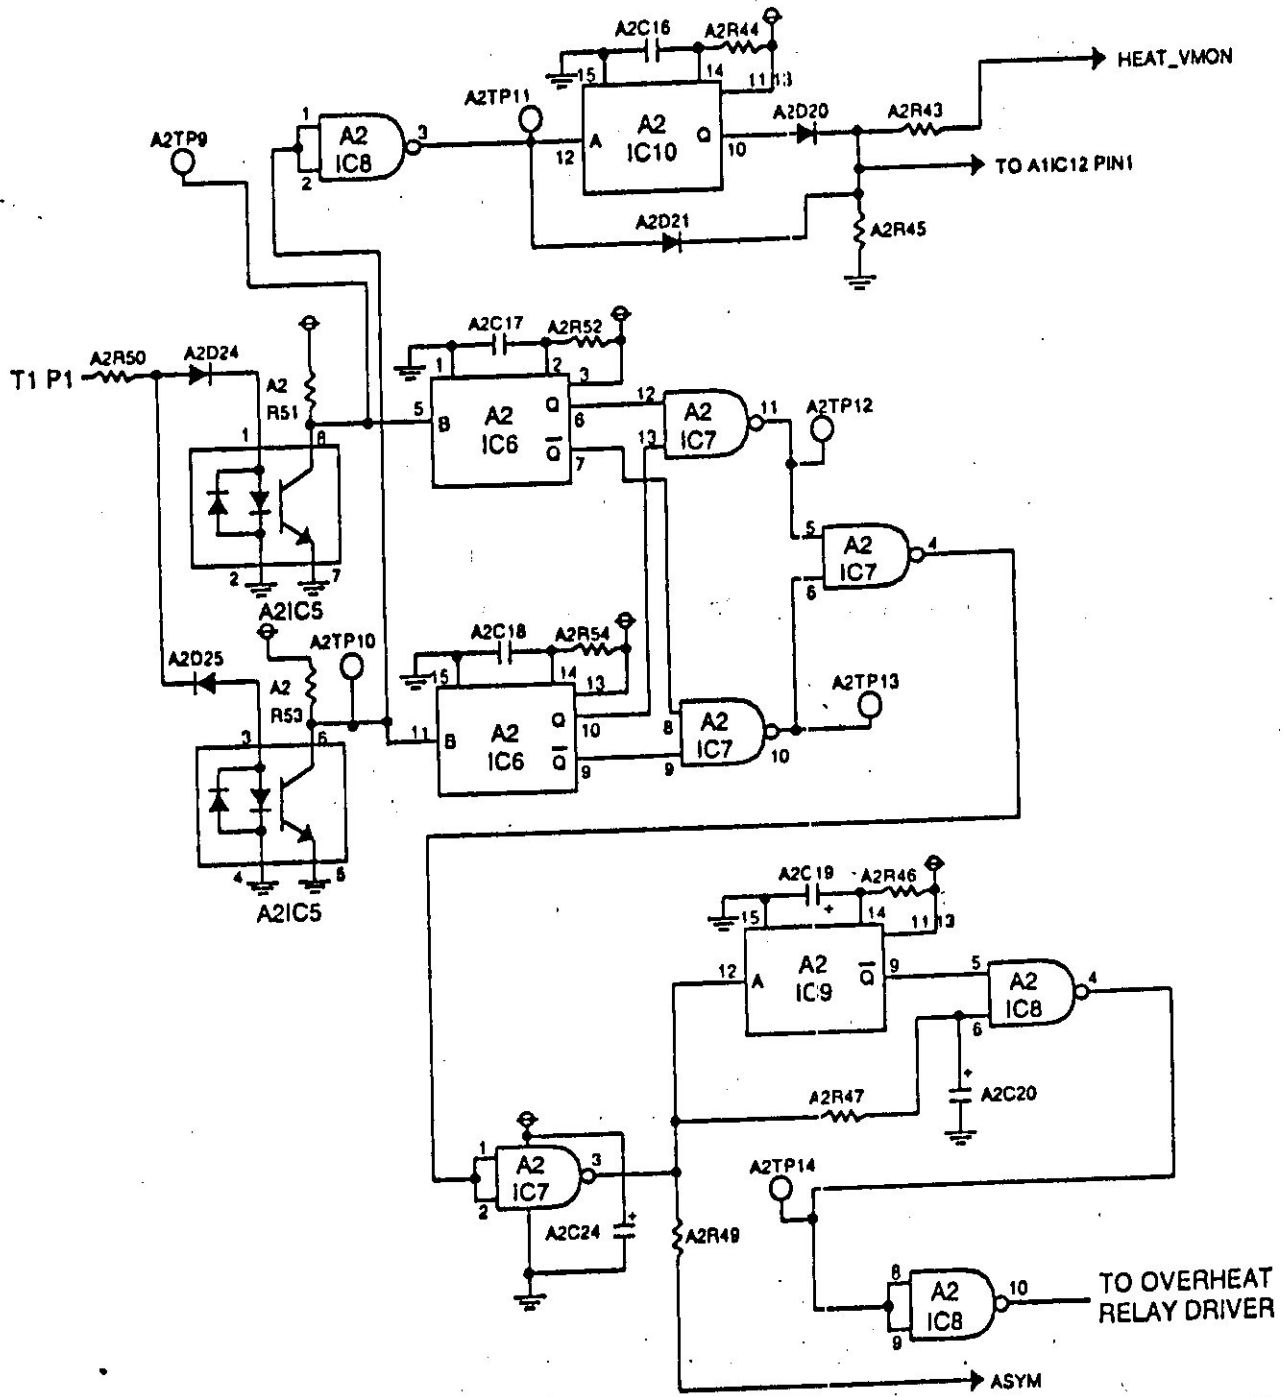 A2C16
A2R44
15
14
11
13
HEAT_VMON
A2TP11
A2D20
A2R43
1
A2
IC8
3
2
A
12
A2
IC10
Q
10
A2TP9
TO A1IC12 PIN1
A2D21
A2R45
A2C17
A2R52
1
2
3
T1 P1
A2R50
A2D24
A2
R51
5
B
A2
IC6
Q
6
Q
7
12
13
A2
IC7
11
A2TP12
1
8
2
7
A2IC5
5
6
A2
IC7
4
A2C18
A2R54
15
14
13
A2TP10
A2D25
A2
R53
11
B
A2
IC6
Q
10
Q
9
8
9
A2
IC7
10
A2TP13
3
6
4
5
A2IC5
A2C19
A2R46
+
15
14
11
13
12
A
A2
IC9
Q
9
5
6
A2
IC8
4
A2R47
+
A2C20
1
2
A2
IC7
3
+
A2C24
A2R49
A2TP14
8
9
A2
IC8
10
TO OVERHEAT
RELAY DRIVER
ASYM